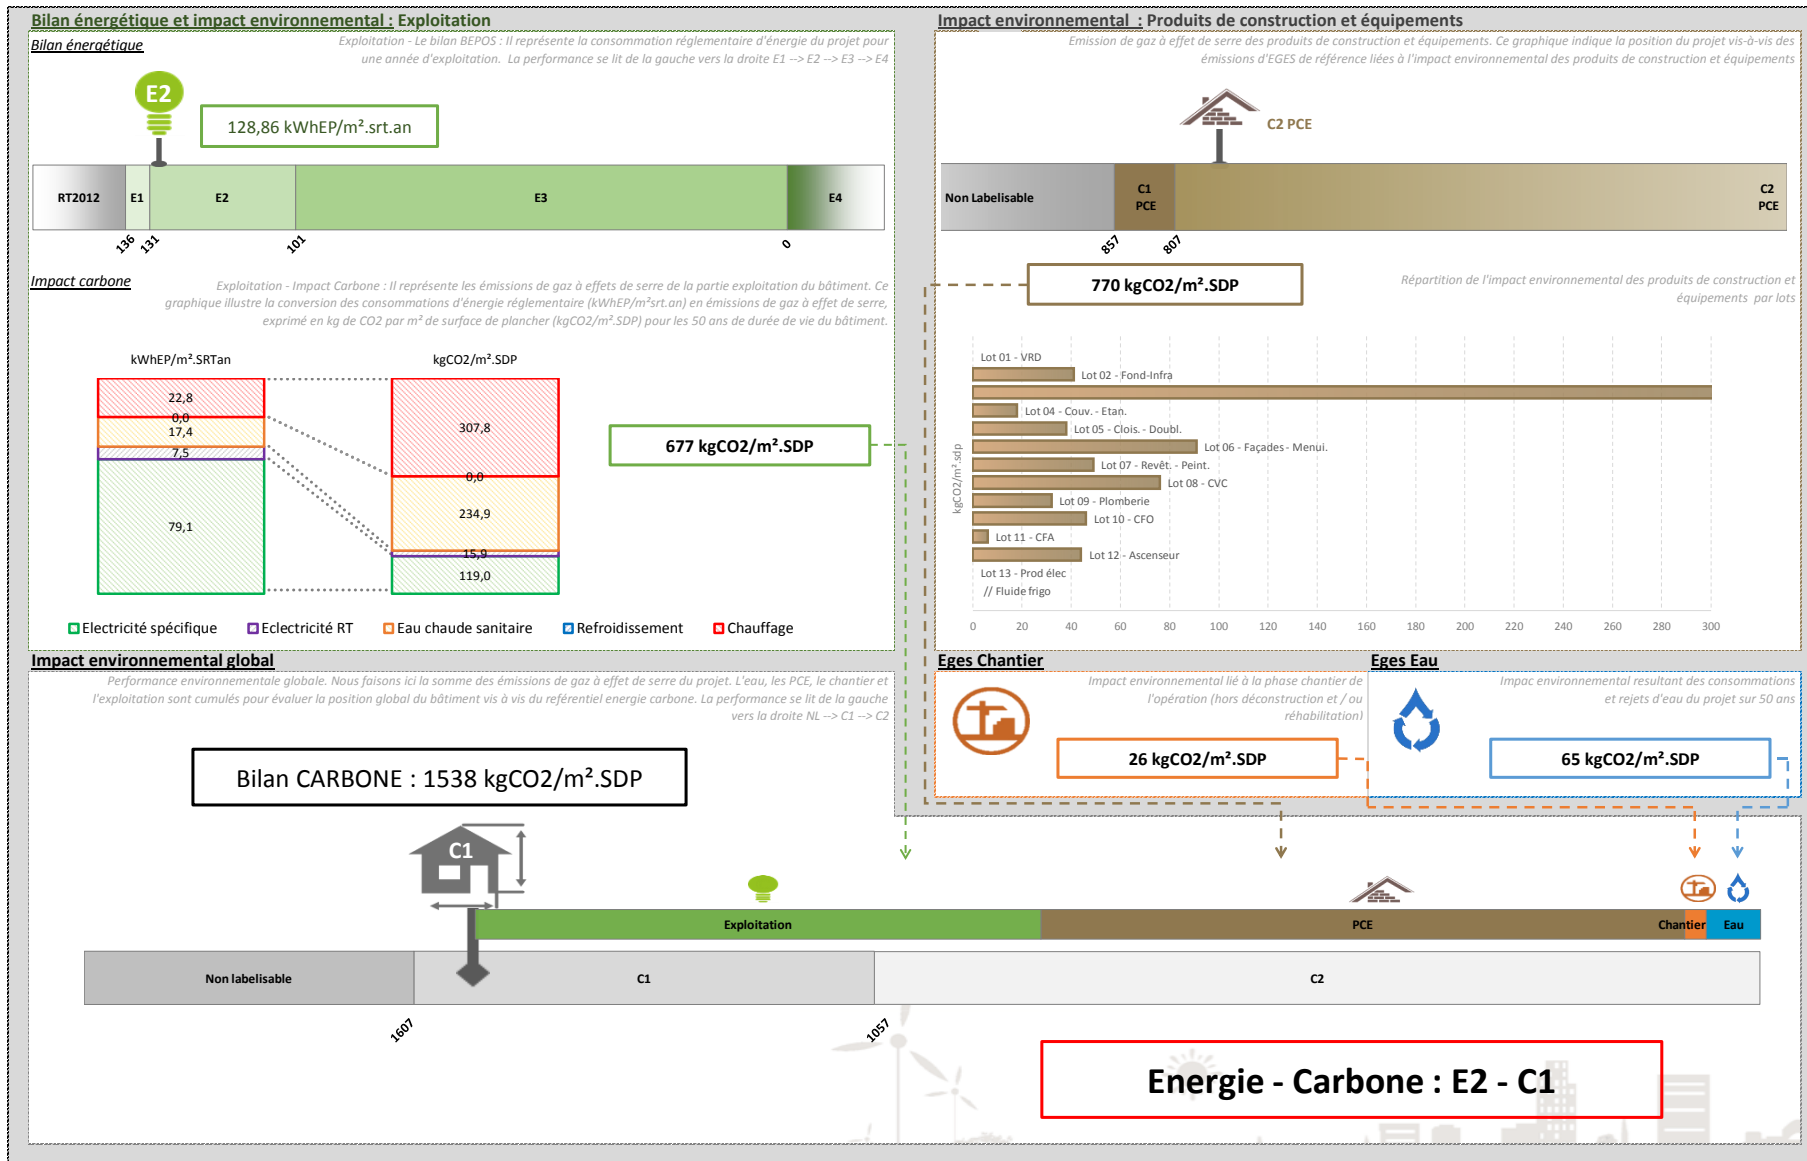 Bilan énergétique et impact environnemental : Exploitation
Bilan énergétique
Exploitation - Le bilan BEPOS : Il représente la consommation réglementaire d'énergie du projet pour
une année d'exploitation. La performance se lit de la gauche vers la droite E1 --> E2 --> E3 --> E4
E2
128,86 kWhEP/m².srt.an
RT2012
E1
E2
E3
E4
136
131
101
0
Impact carbone
Exploitation - Impact Carbone : Il représente les émissions de gaz à effets de serre de la partie exploitation du bâtiment. Ce
graphique illustre la conversion des consommations d'énergie réglementaire (kWhEP/m²srt.an) en émissions de gaz à effet de serre,
exprimé en kg de CO2 par m² de surface de plancher (kgCO2/m².SDP) pour les 50 ans de durée de vie du bâtiment.
kWhEP/m².SRTan
kgCO2/m².SDP
22,8
0,0
17,4
7,5
79,1
307,8
0,0
234,9
15,9
119,0
677 kgCO2/m².SDP
Electricité spécifique
Eclectricité RT
Eau chaude sanitaire
Refroidissement
Chauffage
Impact environnemental : Produits de construction et équipements
Emission de gaz à effet de serre des produits de construction et équipements. Ce graphique indique la position du projet vis-à-vis des
émissions d'EGES de référence liées à l'impact environnemental des produits de construction et équipements
C2 PCE
Non Labelisable
C1
PCE
C2
PCE
857
807
770 kgCO2/m².SDP
Répartition de l'impact environnemental des produits de construction et
équipements par lots
kgCO2/m².sdp
Lot 01 - VRD
Lot 02 - Fond-Infra
Lot 04 - Couv. - Etan.
Lot 05 - Clois. - Doubl.
Lot 06 - Façades - Menui.
Lot 07 - Revêt. - Peint.
Lot 08 - CVC
Lot 09 - Plomberie
Lot 10 - CFO
Lot 11 - CFA
Lot 12 - Ascenseur
Lot 13 - Prod élec
// Fluide frigo
0 20 40 60 80 100 120 140 160 180 200 220 240 260 280 300
Impact environnemental global
Performance environnementale globale. Nous faisons ici la somme des émissions de gaz à effet de serre du projet. L'eau, les PCE, le chantier et
l'exploitation sont cumulés pour évaluer la position global du bâtiment vis à vis du référentiel energie carbone. La performance se lit de la gauche
vers la droite NL --> C1 --> C2
Bilan CARBONE : 1538 kgCO2/m².SDP
Eges Chantier
Impact environnemental lié à la phase chantier de
l'opération (hors déconstruction et / ou
réhabilitation)
26 kgCO2/m².SDP
Eges Eau
Impac environnemental resultant des consommations
et rejets d'eau du projet sur 50 ans
65 kgCO2/m².SDP
C1
Exploitation
PCE
Chantier
Eau
Non labelisable
C1
C2
1607
1057
Energie - Carbone : E2 - C1